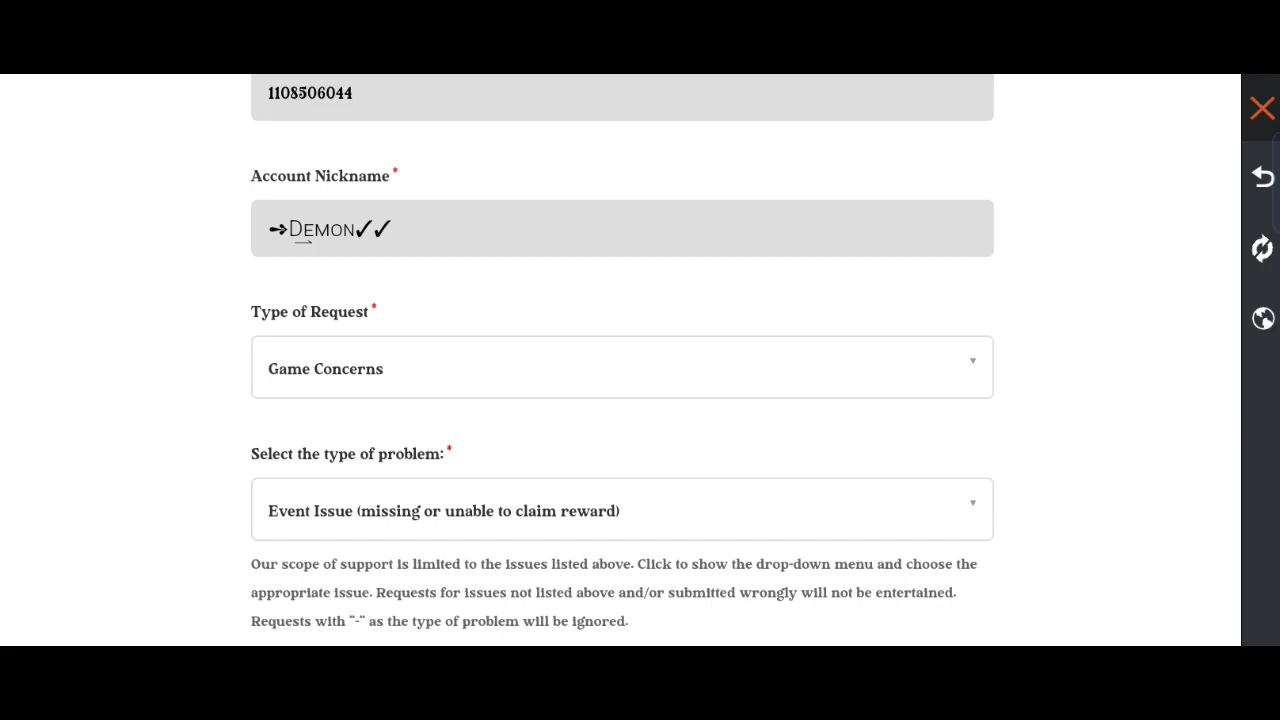 1108506044
Account Nickname*
➺D͢EMON✓✓
Type of Request*
Game Concerns
Select the type of problem:*
Event Issue (missing or unable to claim reward)
Our scope of support is limited to the issues listed above. Click to show the drop-down menu and choose the
appropriate issue. Requests for issues not listed above and/or submitted wrongly will not be entertained.
Requests with "-" as the type of problem will be ignored.